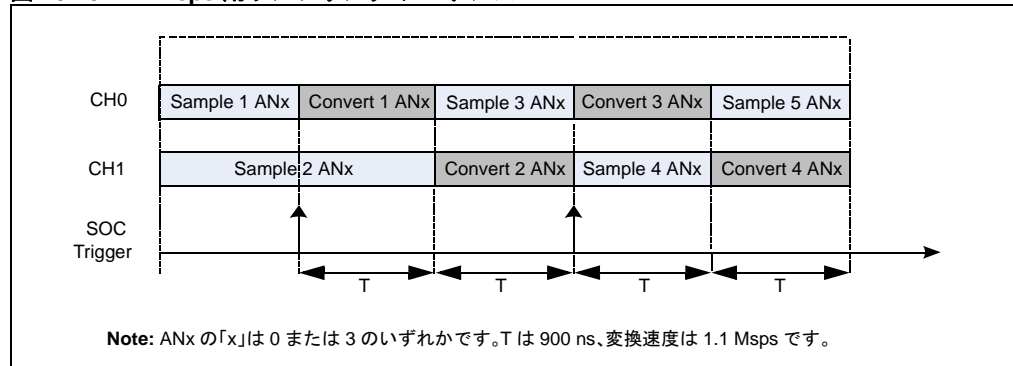 CH0
Sample 1 ANx
Convert 1 ANx
Sample 3 ANx
Convert 3 ANx
Sample 5 ANx
CH1
Sample 2 ANx
Convert 2 ANx
Sample 4 ANx
Convert 4 ANx
SOC
Trigger
T
T
T
T
Note: ANx の「x」は 0 または 3 のいずれかです。T は 900 ns、変換速度は 1.1 Msps です。